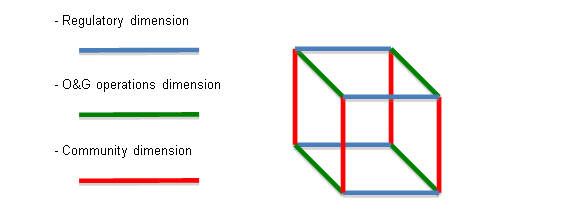 - Regulatory dimension
- O&G operations dimension
- Community dimension